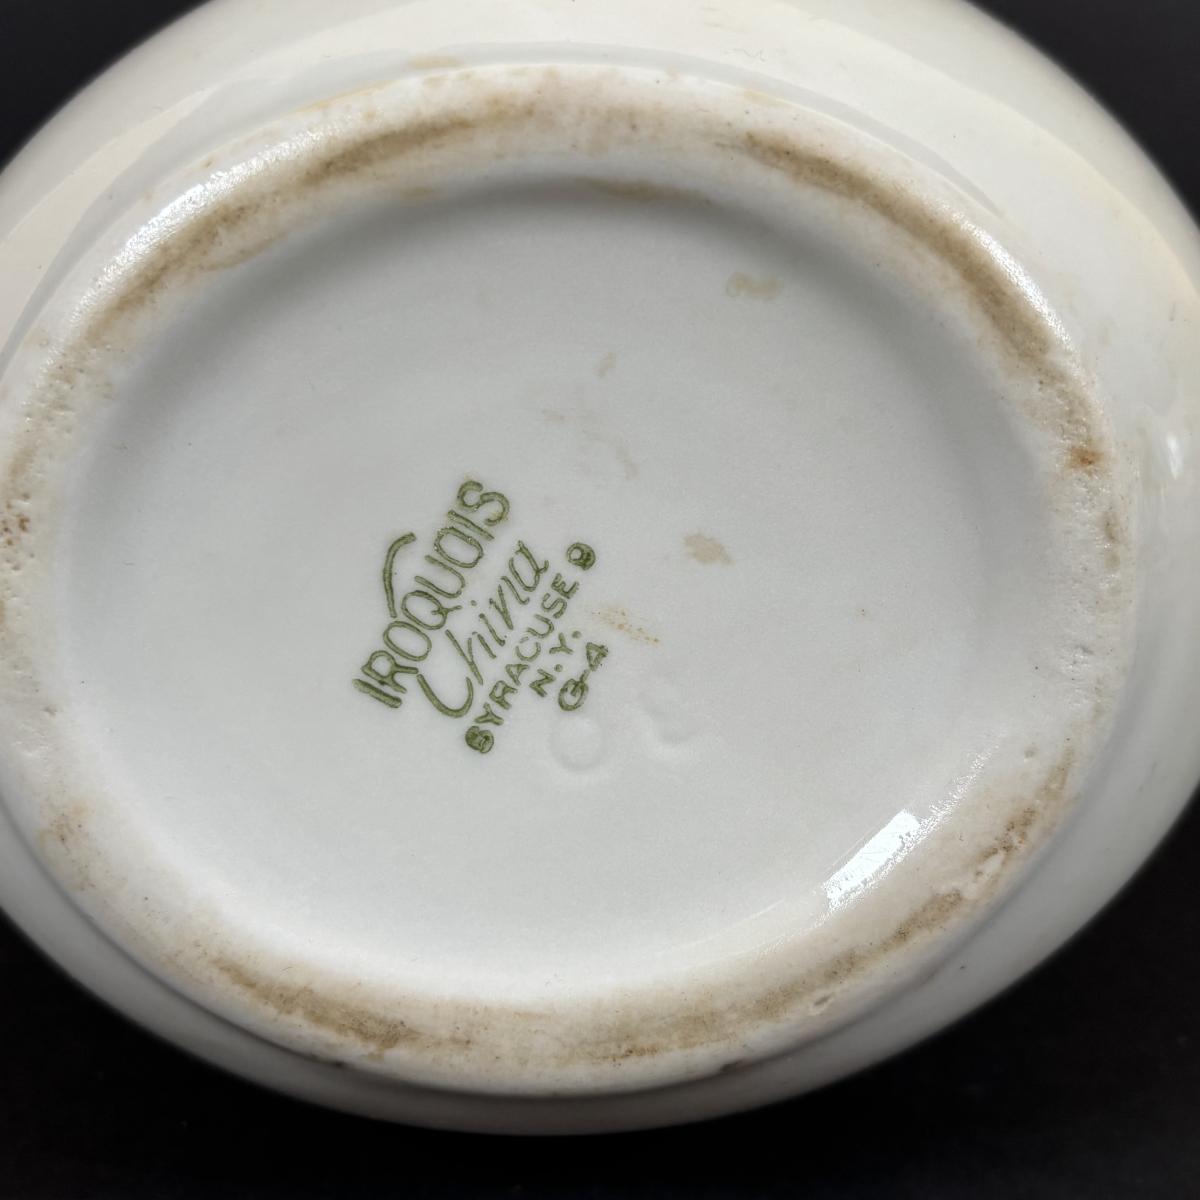 IROQUOIS
China
SYRACUSE
N.Y.
G-4